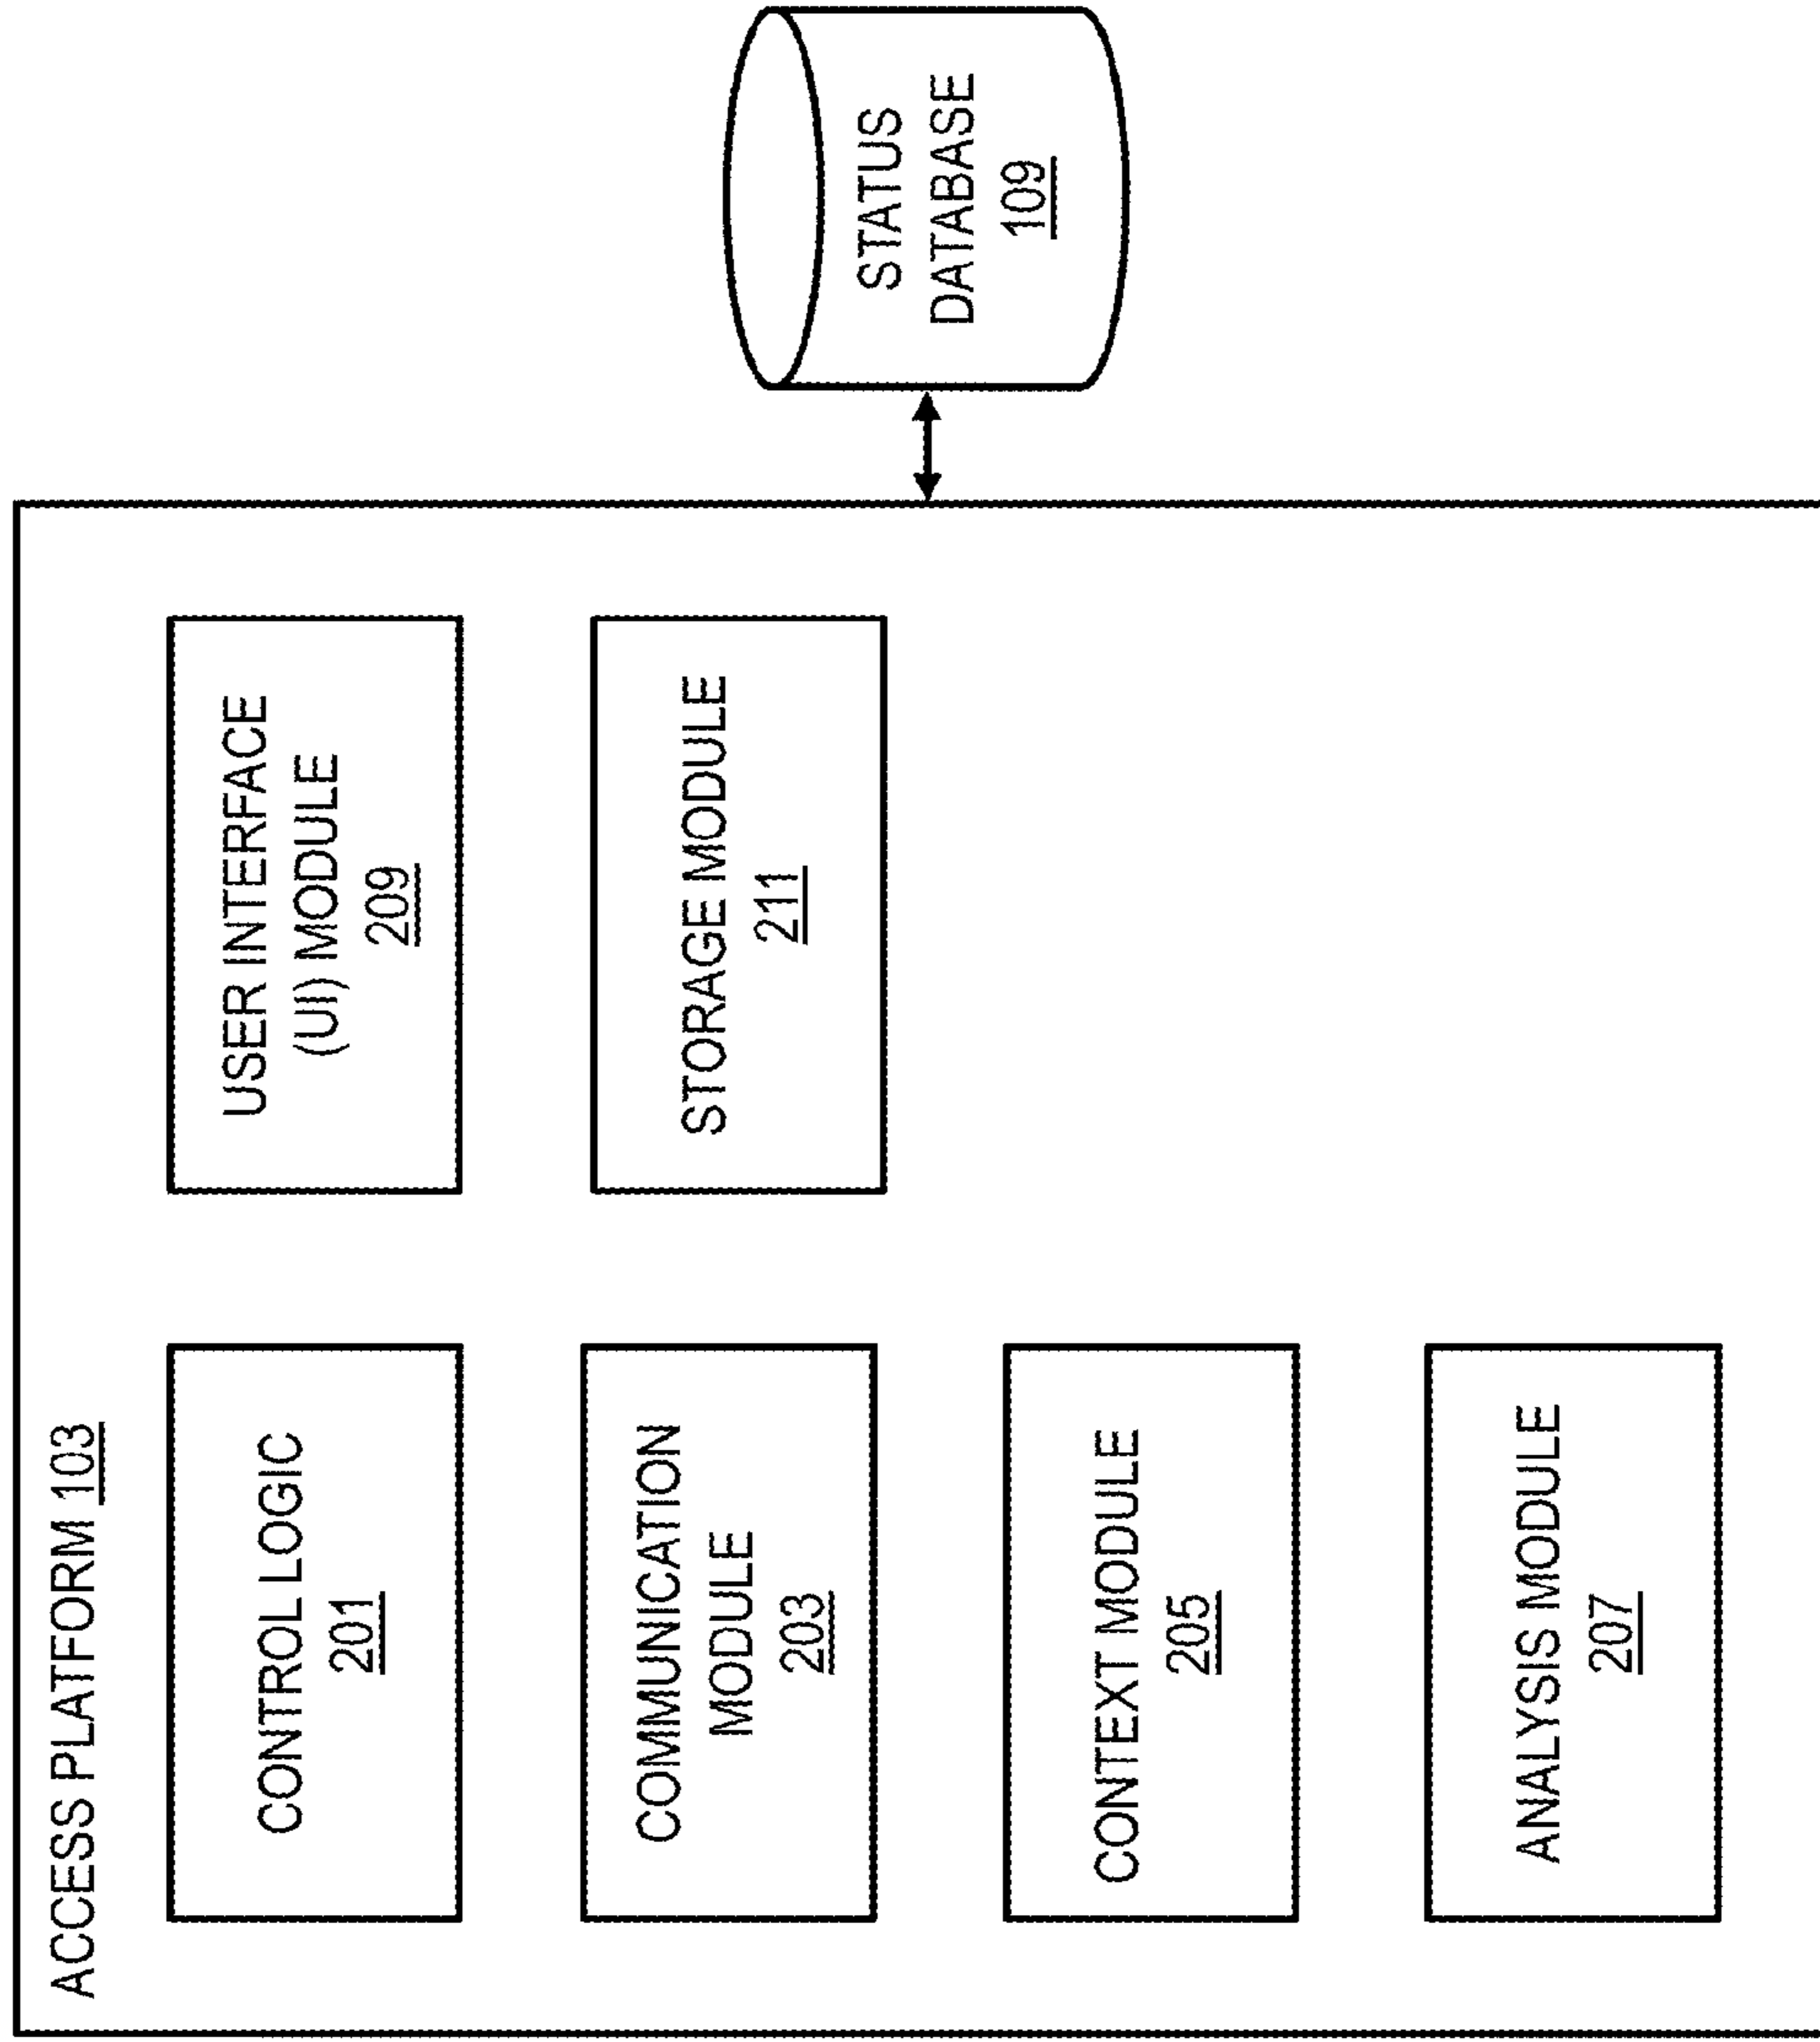 ACCESS PLATFORM 103
CONTROL LOGIC
201
COMMUNICATION
MODULE
203
CONTEXT MODULE
205
ANALYSIS MODULE
207
USER INTERFACE
(UI) MODULE
209
STORAGE MODULE
211
STATUS
DATABASE
109